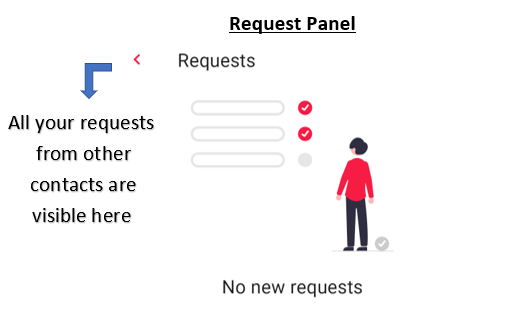 Request Panel
Requests
All your requests
from other
contacts are
visible here
No new requests